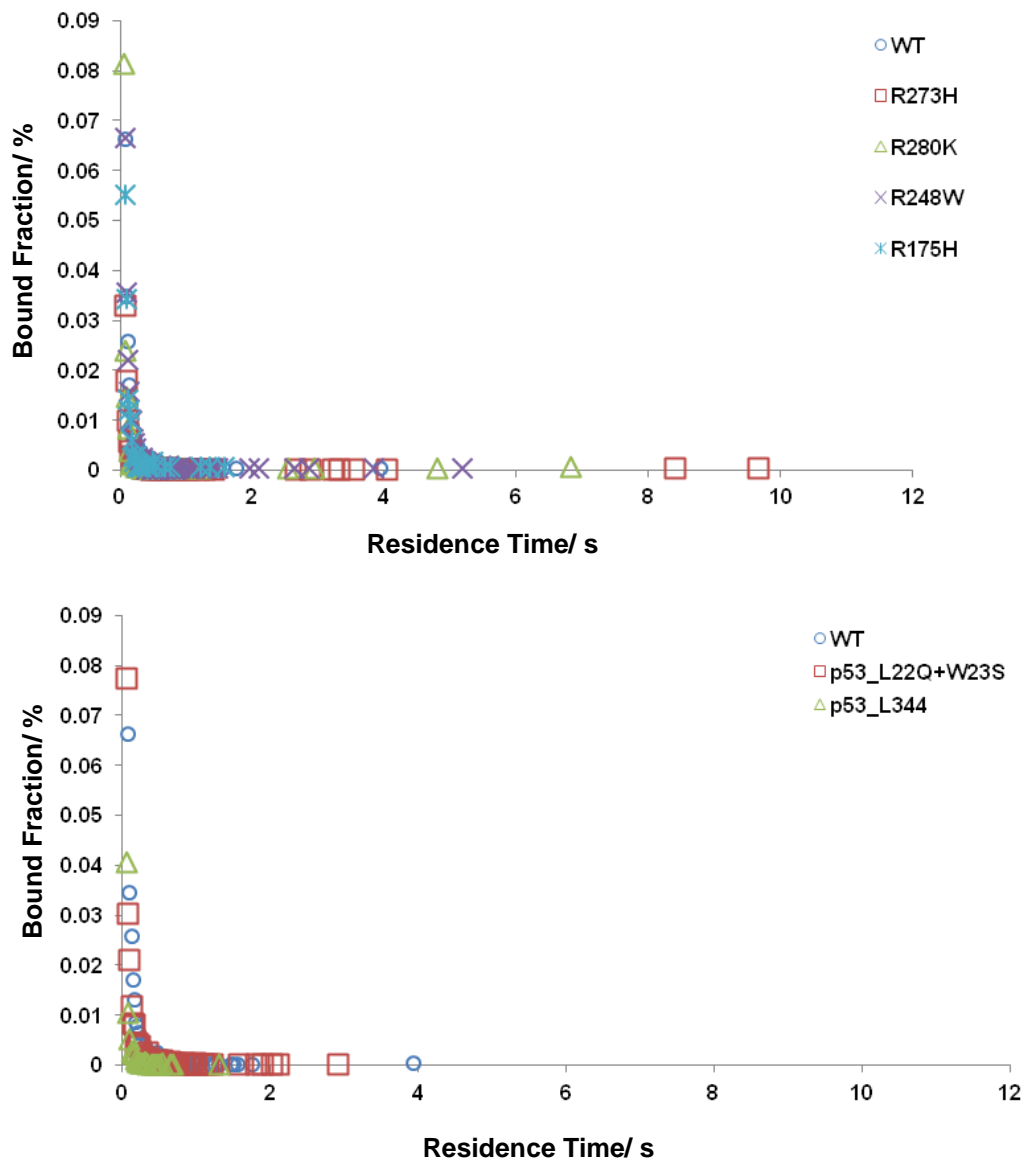 0.09
0.08
0.07
0.06
0.05
0.04
0.03
0.02
0.01
0
Bound Fraction/ %
0 2 4 6 8 10 12
Residence Time/ s
WT
R273H
R280K
R248W
R175H
0.09
0.08
0.07
0.06
0.05
0.04
0.03
0.02
0.01
0
Bound Fraction/ %
0 2 4 6 8 10 12
Residence Time/ s
WT
p53_L22Q+W23S
p53_L344